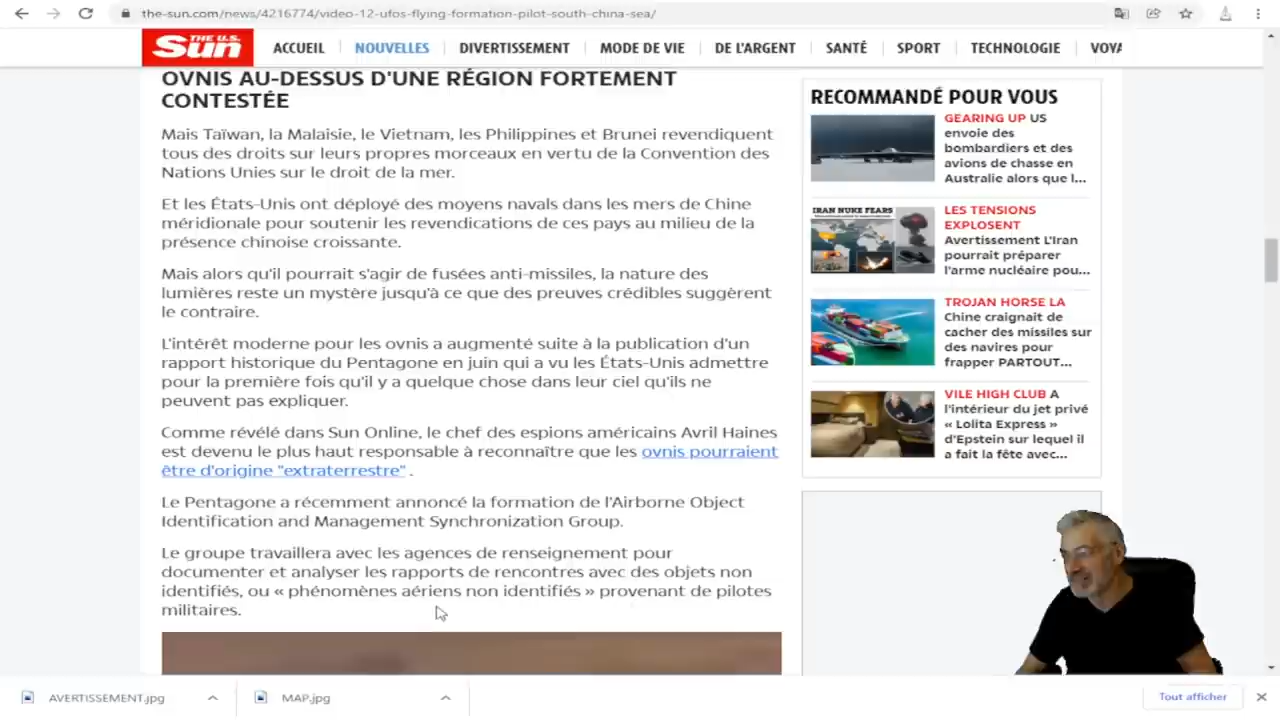 the-sun.com/news/4216774/video-12-ufos-flying-formation-pilot-south-china-sea/
THE U.S.
Sun
ACCUEIL
NOUVELLES
DIVERTISSEMENT
MODE DE VIE
DE L'ARGENT
SANTÉ
SPORT
TECHNOLOGIE
VOYA
OVNIS AU-DESSUS D'UNE RÉGION FORTEMENT
CONTESTÉE
Mais Taïwan, la Malaisie, le Vietnam, les Philippines et Brunei revendiquent
tous des droits sur leurs propres morceaux en vertu de la Convention des
Nations Unies sur le droit de la mer.
Et les États-Unis ont déployé des moyens navals dans les mers de Chine
méridionale pour soutenir les revendications de ces pays au milieu de la
présence chinoise croissante.
Mais alors qu'il pourrait s'agir de fusées anti-missiles, la nature des
lumières reste un mystère jusqu'à ce que des preuves crédibles suggèrent
le contraire.
L'intérêt moderne pour les ovnis a augmenté suite à la publication d'un
rapport historique du Pentagone en juin qui a vu les États-Unis admettre
pour la première fois qu'il y a quelque chose dans leur ciel qu'ils ne
peuvent pas expliquer.
Comme révélé dans Sun Online, le chef des espions américains Avril Haines
est devenu le plus haut responsable à reconnaître que les ovnis pourraient
être d'origine "extraterrestre" .
Le Pentagone a récemment annoncé la formation de l'Airborne Object
Identification and Management Synchronization Group.
Le groupe travaillera avec les agences de renseignement pour
documenter et analyser les rapports de rencontres avec des objets non
identifiés, ou « phénomènes aériens non identifiés » provenant de pilotes
militaires.
RECOMMANDÉ POUR VOUS
GEARING UP US
envoie des
bombardiers et des
avions de chasse en
Australie alors que l...
IRAN NUKE FEARS
LES TENSIONS
EXPLOSENT
Avertissement L'Iran
pourrait préparer
l'arme nucléaire pou...
TROJAN HORSE LA
Chine craignait de
cacher des missiles sur
des navires pour
frapper PARTOUT...
VILE HIGH CLUB A
l'intérieur du jet privé
« Lolita Express »
d'Epstein sur lequel il
a fait la fête avec...
AVERTISSEMENT.jpg
MAP.jpg
Tout afficher